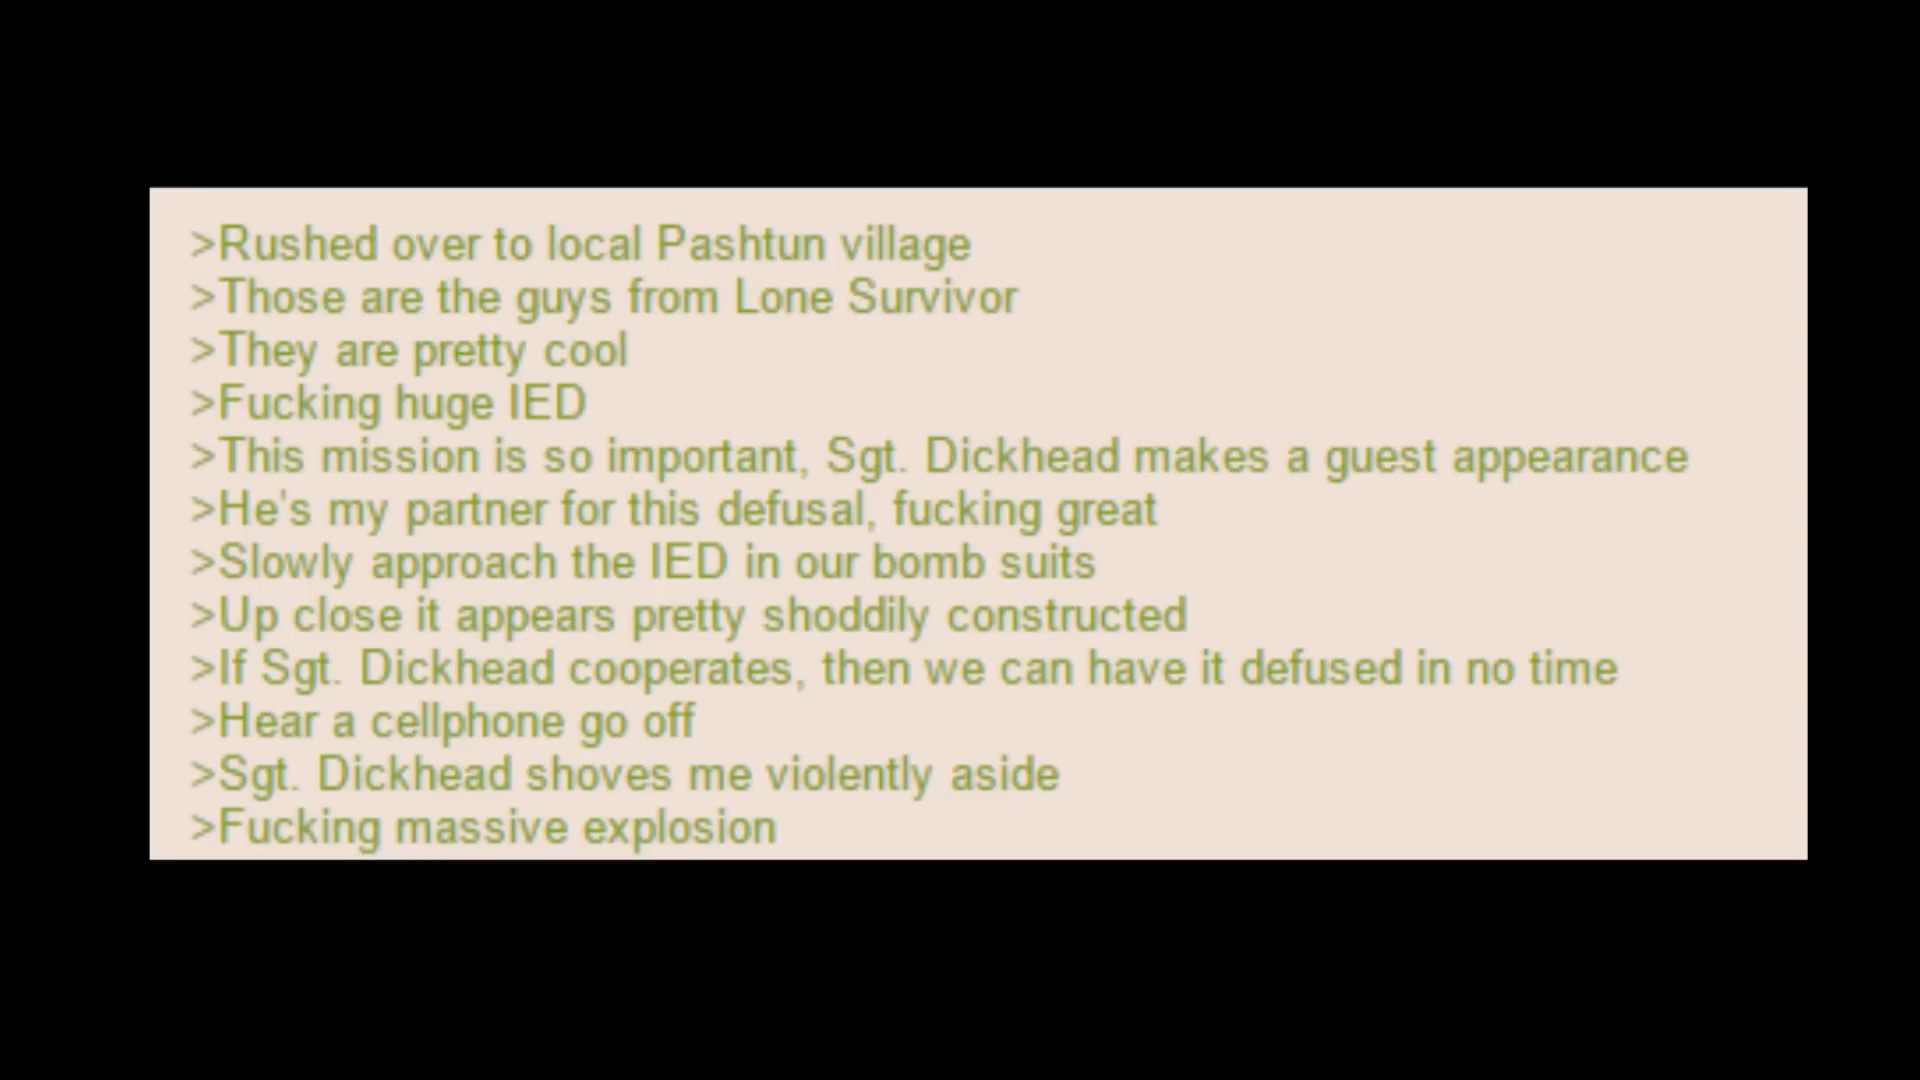 >Rushed over to local Pashtun village
>Those are the guys from Lone Survivor
>They are pretty cool
>Fucking huge IED
>This mission is so important, Sgt. Dickhead makes a guest appearance
>He's my partner for this defusal, fucking great
>Slowly approach the IED in our bomb suits
>Up close it appears pretty shoddily constructed
>If Sgt. Dickhead cooperates, then we can have it defused in no time
>Hear a cellphone go off
>Sgt. Dickhead shoves me violently aside
>Fucking massive explosion